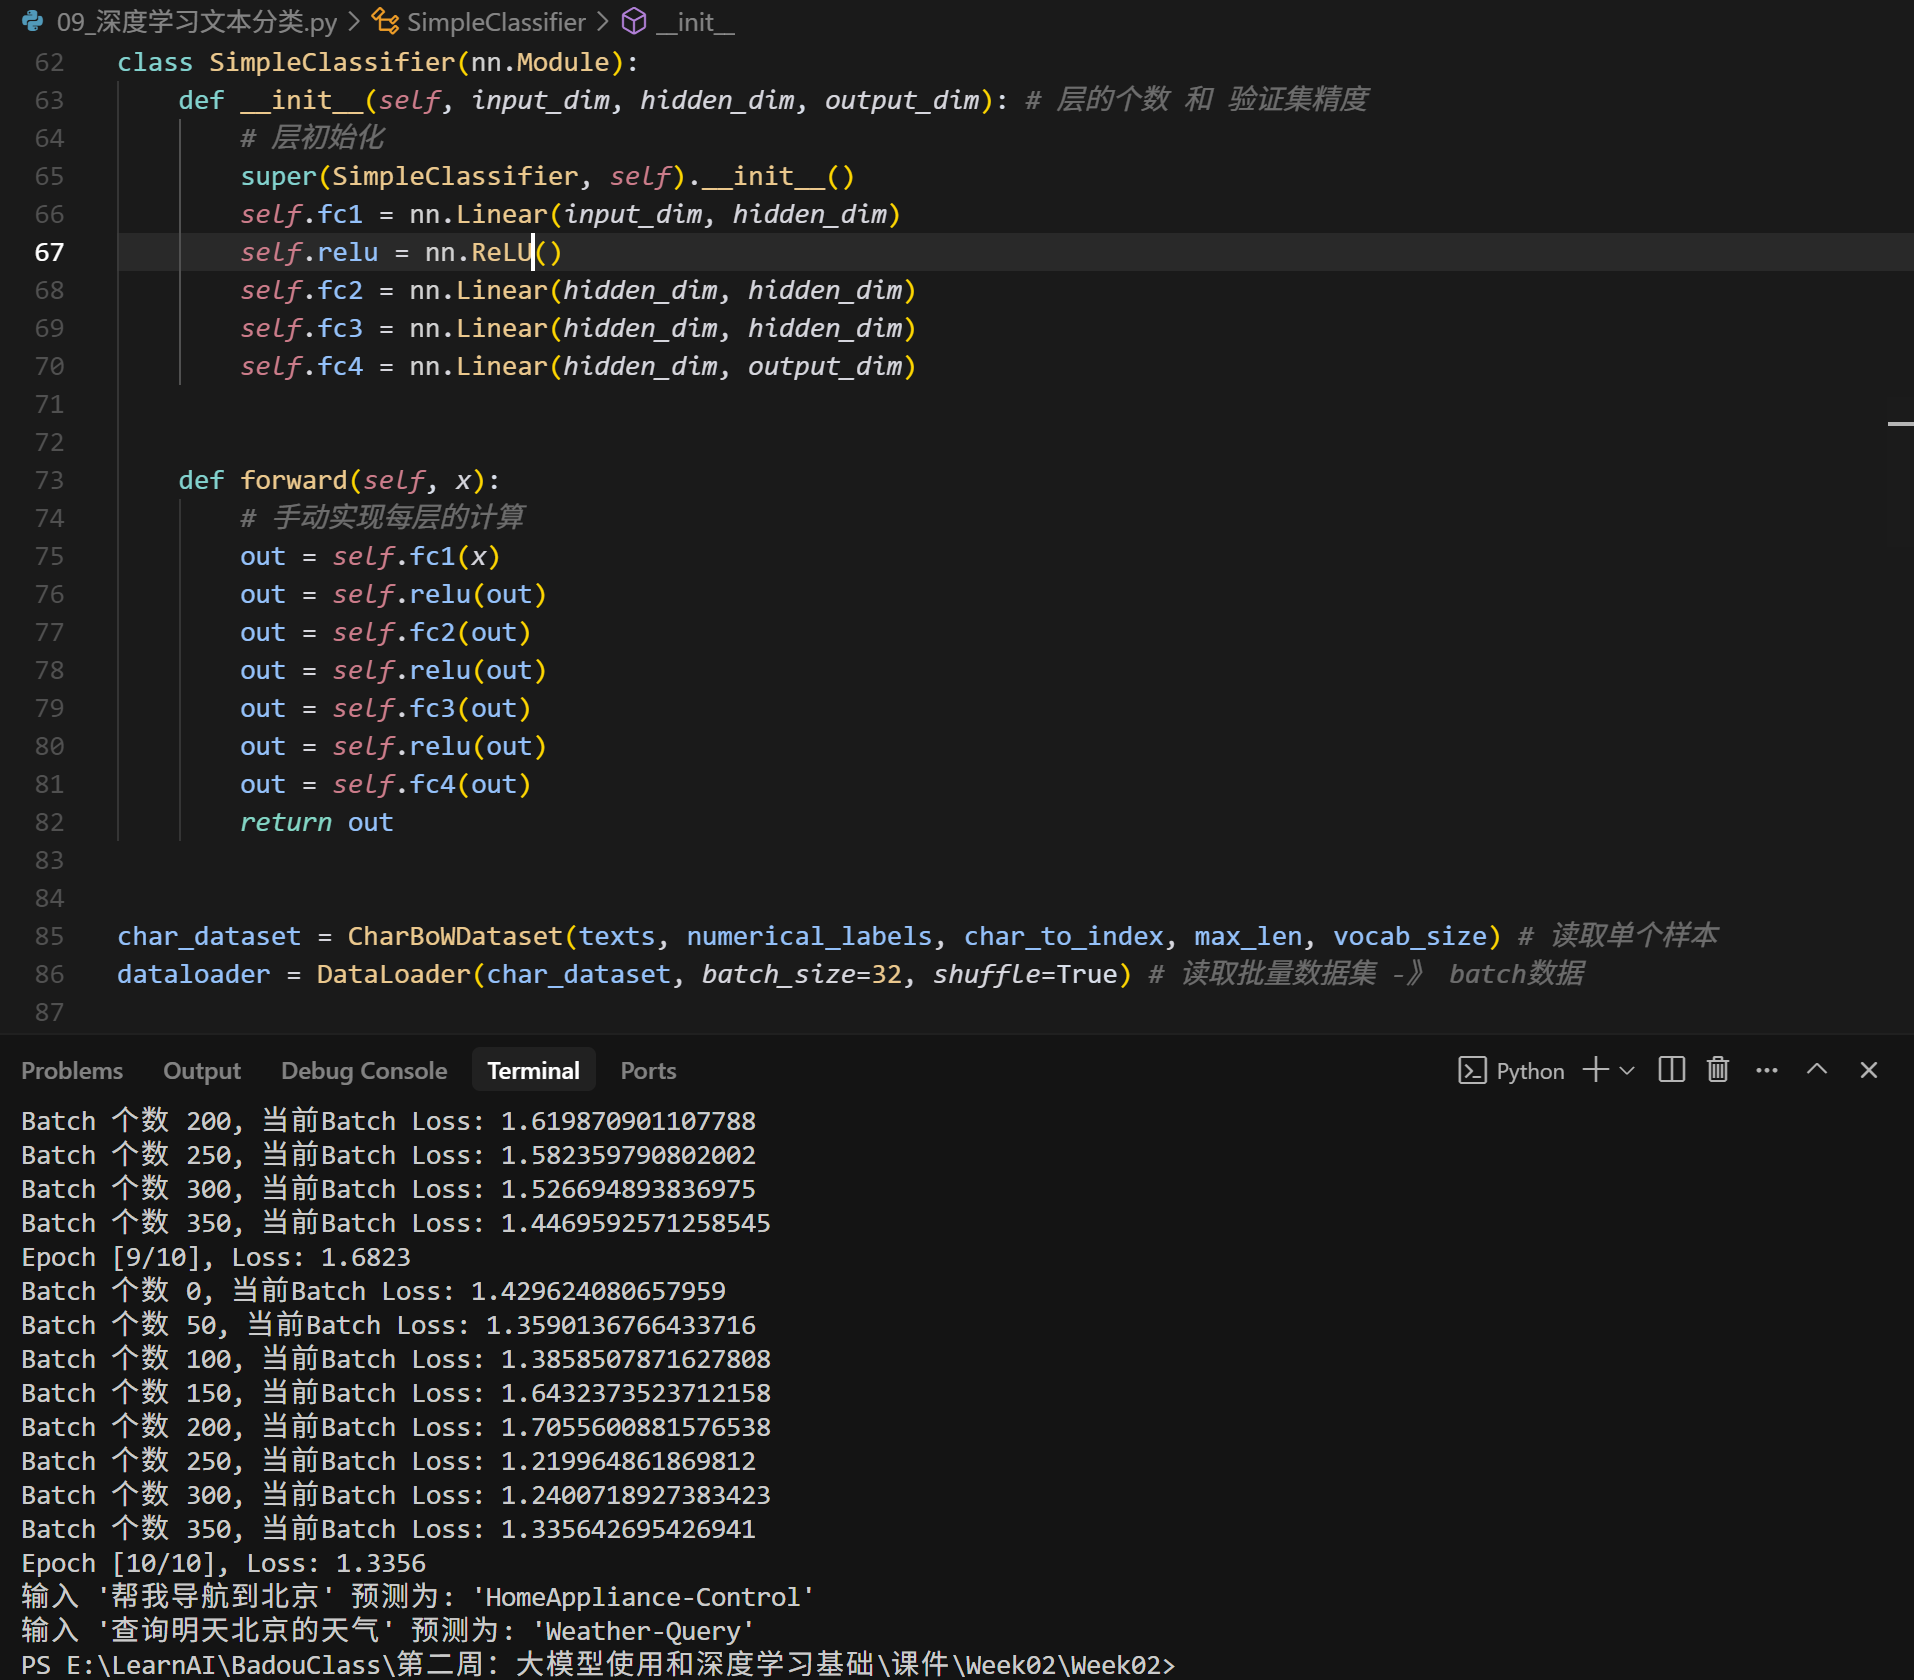 09_深度学习文本分类.py > SimpleClassifier > __init__
62 class SimpleClassifier(nn.Module):
63 def __init__(self, input_dim, hidden_dim, output_dim): # 层的个数 和 验证集精度
64 # 层初始化
65 super(SimpleClassifier, self).__init__()
66 self.fc1 = nn.Linear(input_dim, hidden_dim)
67 self.relu = nn.ReLU()
68 self.fc2 = nn.Linear(hidden_dim, hidden_dim)
69 self.fc3 = nn.Linear(hidden_dim, hidden_dim)
70 self.fc4 = nn.Linear(hidden_dim, output_dim)
71
72
73 def forward(self, x):
74 # 手动实现每层的计算
75 out = self.fc1(x)
76 out = self.relu(out)
77 out = self.fc2(out)
78 out = self.relu(out)
79 out = self.fc3(out)
80 out = self.relu(out)
81 out = self.fc4(out)
82 return out
83
84
85 char_dataset = CharBoWDataset(texts, numerical_labels, char_to_index, max_len, vocab_size) # 读取单个样本
86 dataloader = DataLoader(char_dataset, batch_size=32, shuffle=True) # 读取批量数据集 -》 batch数据
87
Problems Output Debug Console Terminal Ports Python
Batch 个数 200, 当前Batch Loss: 1.619870901107788
Batch 个数 250, 当前Batch Loss: 1.582359790802002
Batch 个数 300, 当前Batch Loss: 1.526694893836975
Batch 个数 350, 当前Batch Loss: 1.4469592571258545
Epoch [9/10], Loss: 1.6823
Batch 个数 0, 当前Batch Loss: 1.429624080657959
Batch 个数 50, 当前Batch Loss: 1.3590136766433716
Batch 个数 100, 当前Batch Loss: 1.3858507871627808
Batch 个数 150, 当前Batch Loss: 1.6432373523712158
Batch 个数 200, 当前Batch Loss: 1.7055600881576538
Batch 个数 250, 当前Batch Loss: 1.219964861869812
Batch 个数 300, 当前Batch Loss: 1.2400718927383423
Batch 个数 350, 当前Batch Loss: 1.335642695426941
Epoch [10/10], Loss: 1.3356
输入 '帮我导航到北京' 预测为: 'HomeAppliance-Control'
输入 '查询明天北京的天气' 预测为: 'Weather-Query'
PS E:\LearnAI\BadouClass\第二周：大模型使用和深度学习基础\课件\Week02\Week02>